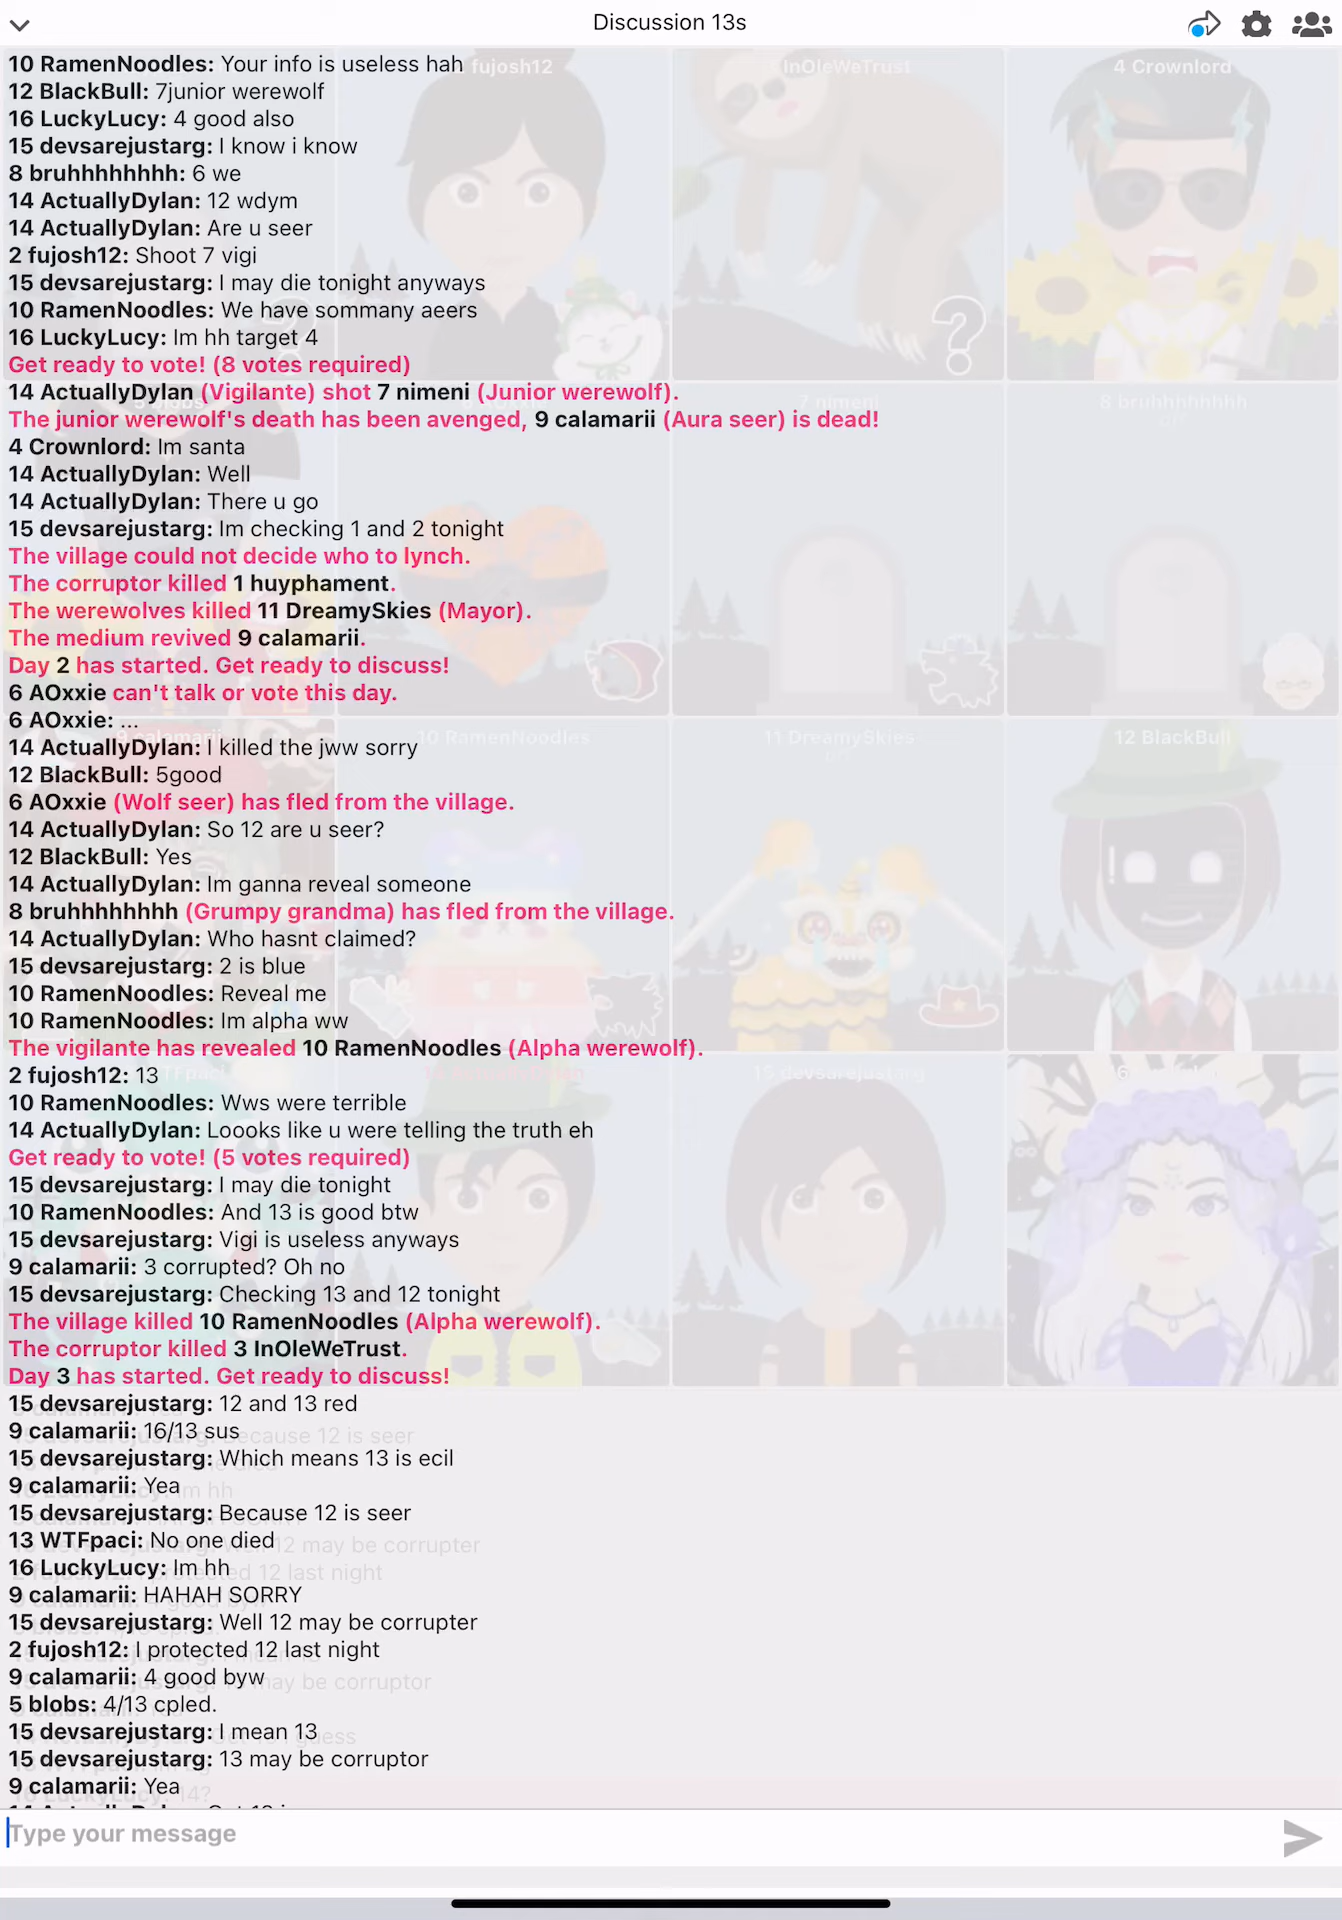 Discussion 13s
10 RamenNoodles: Your info is useless hah
fujosh12
InOleWeTrust
4 Crownlord
12 BlackBull: 7junior werewolf
16 LuckyLucy: 4 good also
15 devsarejustarg: I know i know
8 bruhhhhhhhh: 6 we
14 ActuallyDylan: 12 wdym
14 ActuallyDylan: Are u seer
2 fujosh12: Shoot 7 vigi
15 devsarejustarg: I may die tonight anyways
10 RamenNoodles: We have sommany aeers
16 LuckyLucy: Im hh target 4
Get ready to vote! (8 votes required)
14 ActuallyDylan (Vigilante) shot 7 nimeni (Junior werewolf).
7 nimeni
8 bruhhhhhhhh
The junior werewolf's death has been avenged, 9 calamarii (Aura seer) is dead!
4 Crownlord: Im santa
14 ActuallyDylan: Well
14 ActuallyDylan: There u go
15 devsarejustarg: Im checking 1 and 2 tonight
The village could not decide who to lynch.
The corruptor killed 1 huyphament.
The werewolves killed 11 DreamySkies (Mayor).
The medium revived 9 calamarii.
Day 2 has started. Get ready to discuss!
6 AOxxie can't talk or vote this day.
6 AOxxie: ...
9 calamarii
10 RamenNoodles
11 DreamySkies
12 BlackBull
14 ActuallyDylan: I killed the jww sorry
12 BlackBull: 5good
6 AOxxie (Wolf seer) has fled from the village.
14 ActuallyDylan: So 12 are u seer?
12 BlackBull: Yes
14 ActuallyDylan: Im ganna reveal someone
8 bruhhhhhhhh (Grumpy grandma) has fled from the village.
14 ActuallyDylan: Who hasnt claimed?
15 devsarejustarg: 2 is blue
10 RamenNoodles: Reveal me
10 RamenNoodles: Im alpha ww
The vigilante has revealed 10 RamenNoodles (Alpha werewolf).
15 devsarejustarg
2 fujosh12: 13
10 RamenNoodles: Wws were terrible
14 ActuallyDylan: Loooks like u were telling the truth eh
Get ready to vote! (5 votes required)
15 devsarejustarg: I may die tonight
10 RamenNoodles: And 13 is good btw
15 devsarejustarg: Vigi is useless anyways
9 calamarii: 3 corrupted? Oh no
15 devsarejustarg: Checking 13 and 12 tonight
The village killed 10 RamenNoodles (Alpha werewolf).
The corruptor killed 3 InOleWeTrust.
Day 3 has started. Get ready to discuss!
15 devsarejustarg: 12 and 13 red
9 calamarii: 16/13 sus
15 devsarejustarg: Which means 13 is ecil
9 calamarii: Yea
15 devsarejustarg: Because 12 is seer
13 WTFpaci: No one died
16 LuckyLucy: Im hh
9 calamarii: HAHAH SORRY
15 devsarejustarg: Well 12 may be corrupter
2 fujosh12: I protected 12 last night
9 calamarii: 4 good byw
5 blobs: 4/13 cpled.
15 devsarejustarg: I mean 13
15 devsarejustarg: 13 may be corruptor
9 calamarii: Yea
Type your message